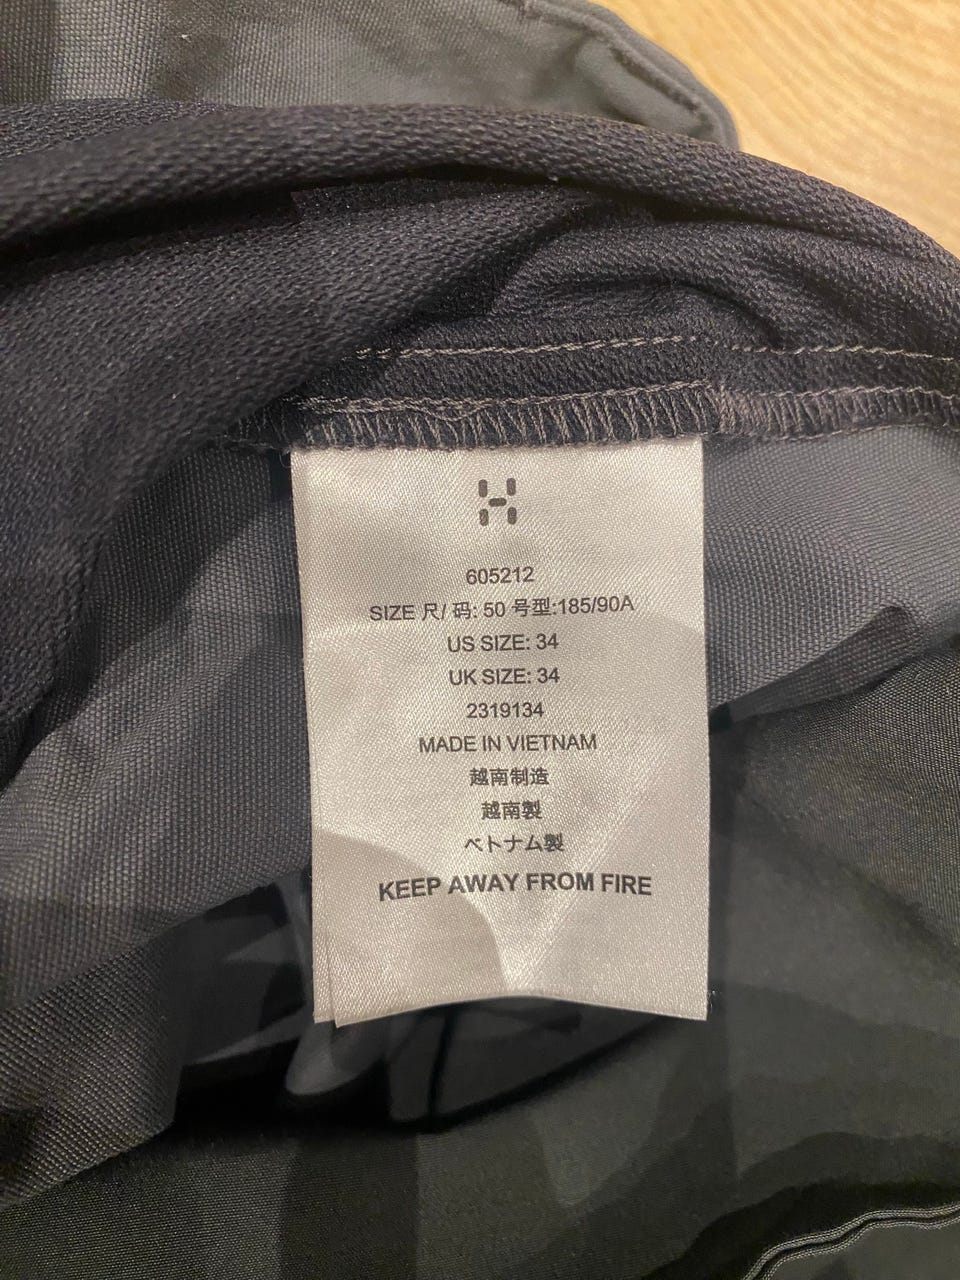 605212
SIZE 尺/ 码: 50 号型:185/90A
US SIZE: 34
UK SIZE: 34
2319134
MADE IN VIETNAM
越南制造
越南製
ベトナム製
KEEP AWAY FROM FIRE